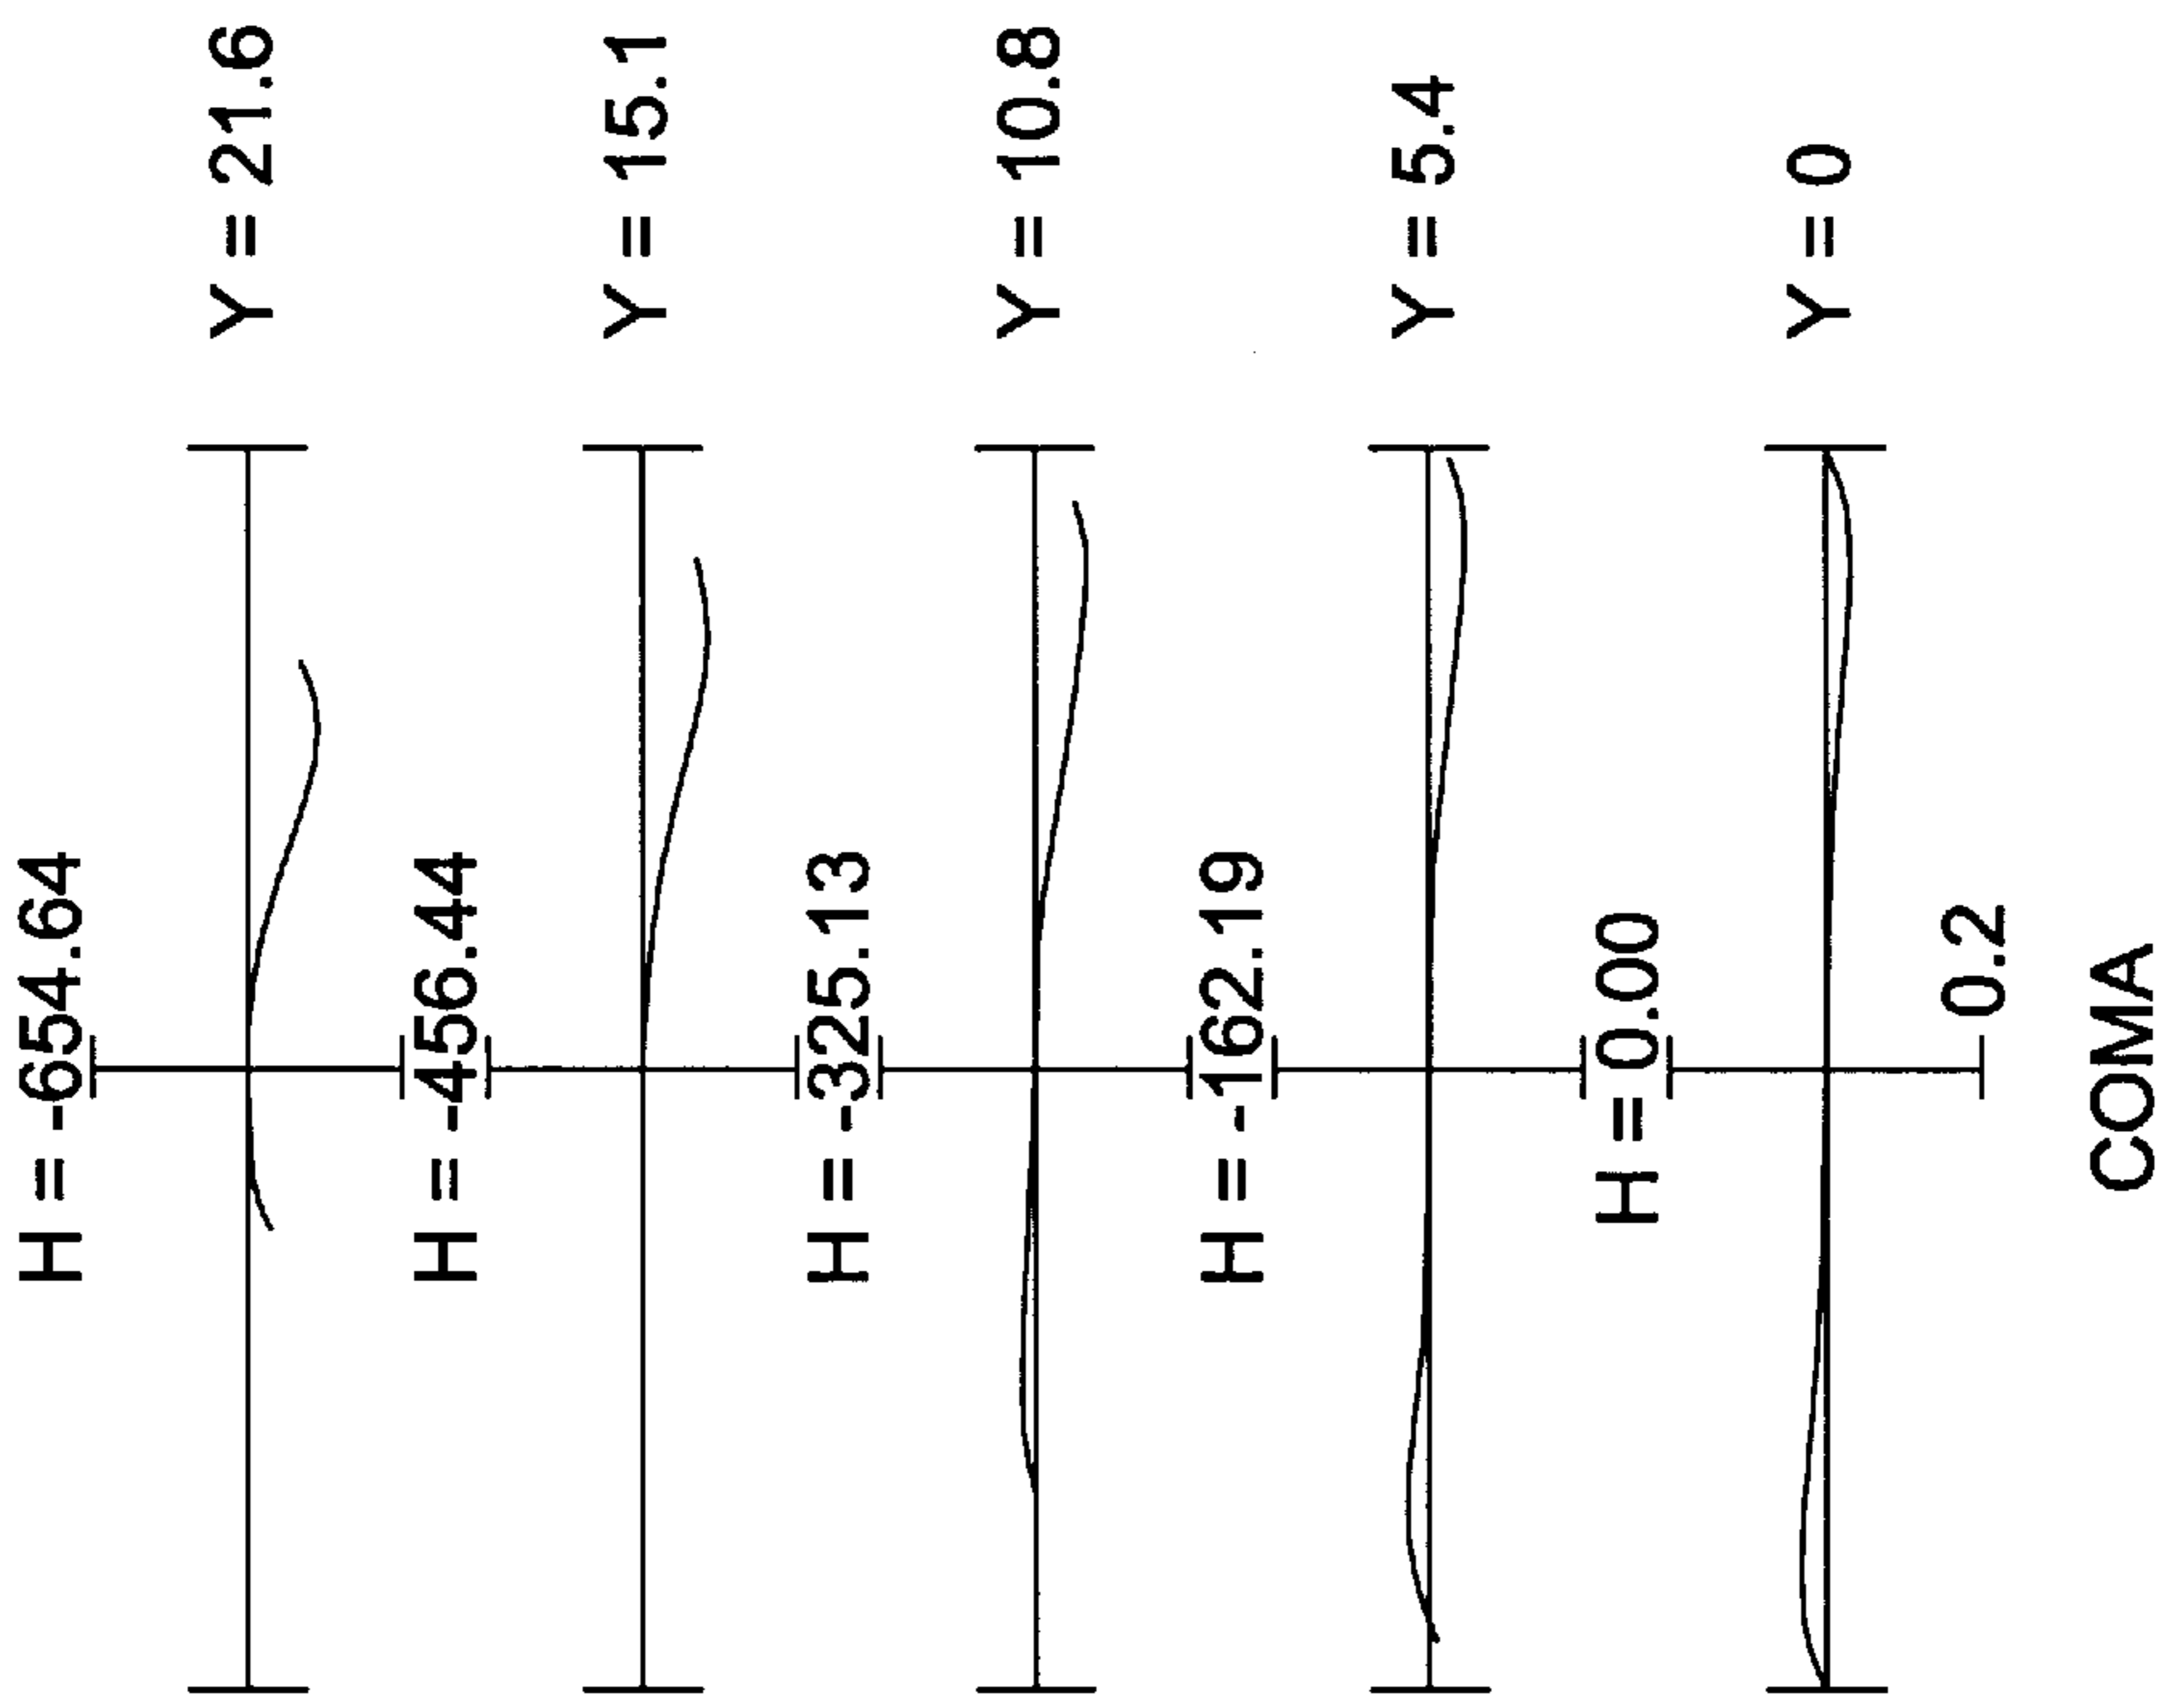 H = -654.64
Y = 21.6
H = -456.44
Y = 15.1
H = -325.13
Y = 10.8
H = -162.19
Y = 5.4
H = 0.00
Y = 0
0.2
COMA